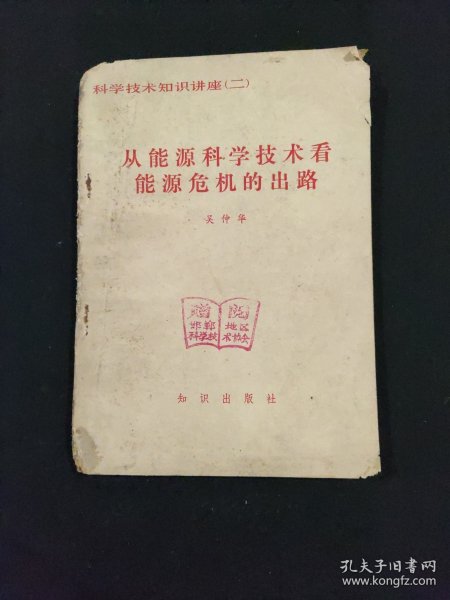 科学技术知识讲座(二)
从能源科学技术看
能源危机的出路
吴仲华
赠 阅
邯郸 地区
科学技 术协会
知识出版社
孔夫子旧书网
www.kongfz.com